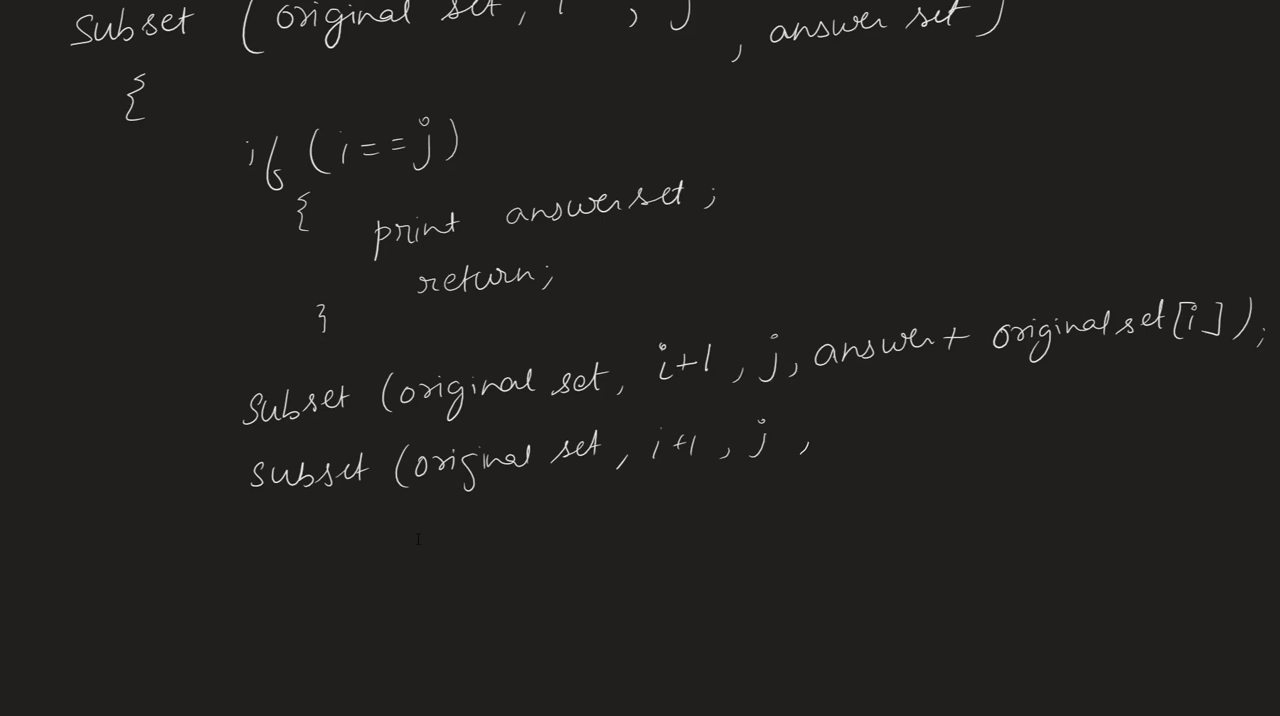 subset (original set, i , j , answer set)
{
if (i==j)
{
print answerset;
return;
}
subset (original set, i+1, j, answer + originalset[i]);
subset (original set, i+1, j,